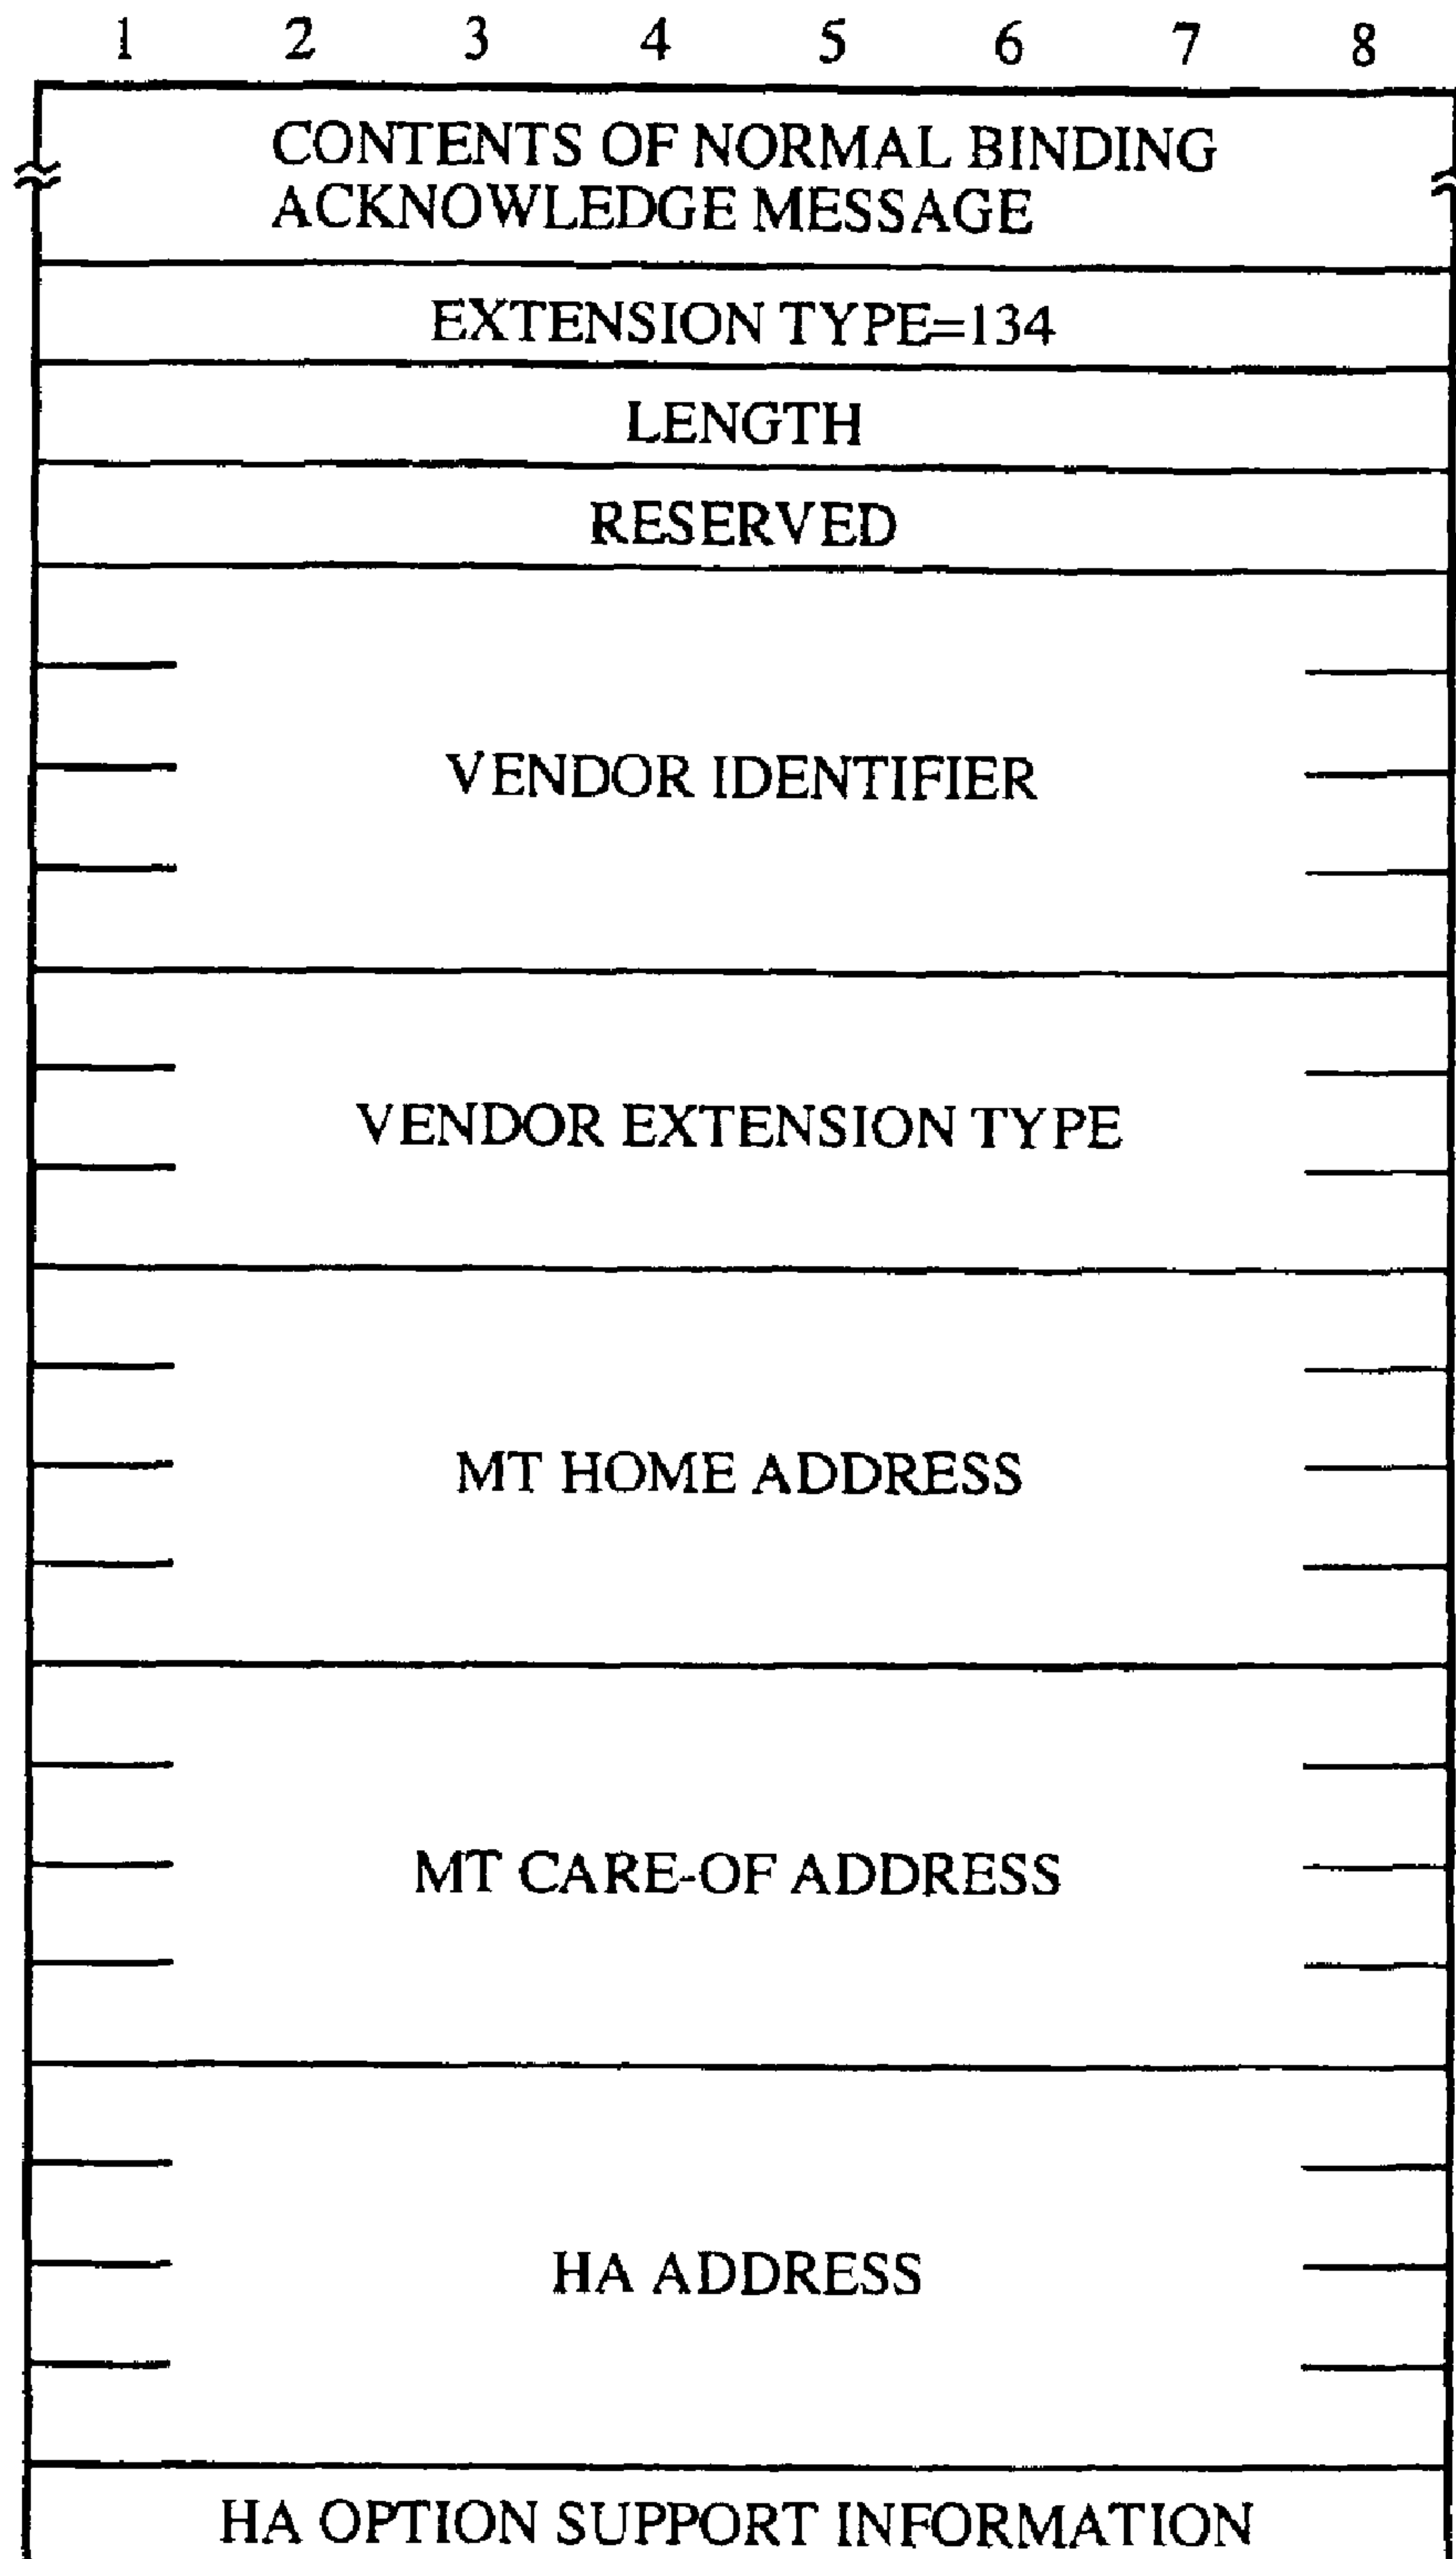 1 2 3 4 5 6 7 8
CONTENTS OF NORMAL BINDING
ACKNOWLEDGE MESSAGE
EXTENSION TYPE=134
LENGTH
RESERVED
VENDOR IDENTIFIER
VENDOR EXTENSION TYPE
MT HOME ADDRESS
MT CARE-OF ADDRESS
HA ADDRESS
HA OPTION SUPPORT INFORMATION